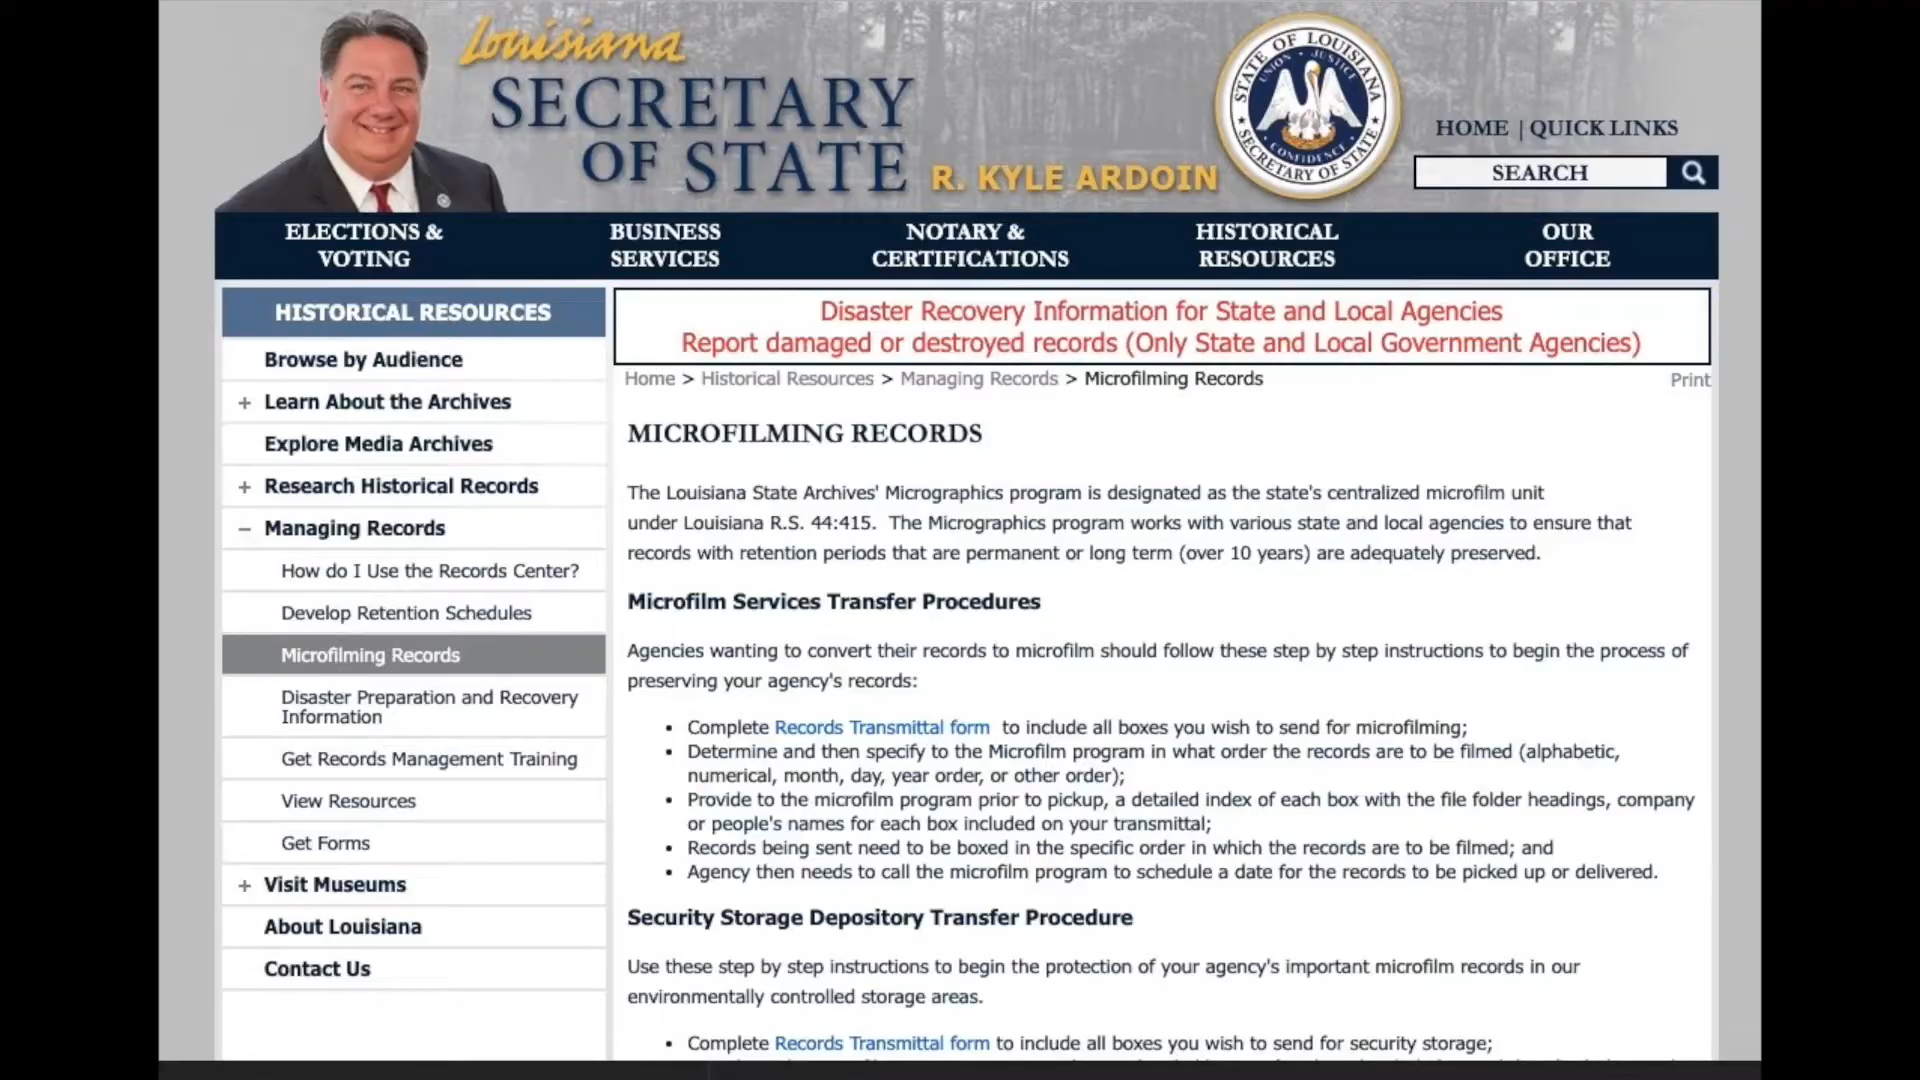 Louisiana
SECRETARY
OF STATE
R. KYLE ARDOIN
STATE OF LOUISIANA
UNION · JUSTICE
CONFIDENCE
SECRETARY OF STATE
HOME | QUICK LINKS
SEARCH
ELECTIONS &
VOTING
BUSINESS
SERVICES
NOTARY &
CERTIFICATIONS
HISTORICAL
RESOURCES
OUR
OFFICE
HISTORICAL RESOURCES
Browse by Audience
+ Learn About the Archives
Explore Media Archives
+ Research Historical Records
– Managing Records
How do I Use the Records Center?
Develop Retention Schedules
Microfilming Records
Disaster Preparation and Recovery
Information
Get Records Management Training
View Resources
Get Forms
+ Visit Museums
About Louisiana
Contact Us
Disaster Recovery Information for State and Local Agencies
Report damaged or destroyed records (Only State and Local Government Agencies)
Home > Historical Resources > Managing Records > Microfilming Records
Print
MICROFILMING RECORDS
The Louisiana State Archives' Micrographics program is designated as the state's centralized microfilm unit
under Louisiana R.S. 44:415. The Micrographics program works with various state and local agencies to ensure that
records with retention periods that are permanent or long term (over 10 years) are adequately preserved.
Microfilm Services Transfer Procedures
Agencies wanting to convert their records to microfilm should follow these step by step instructions to begin the process of
preserving your agency's records:
• Complete Records Transmittal form to include all boxes you wish to send for microfilming;
• Determine and then specify to the Microfilm program in what order the records are to be filmed (alphabetic,
numerical, month, day, year order, or other order);
• Provide to the microfilm program prior to pickup, a detailed index of each box with the file folder headings, company
or people's names for each box included on your transmittal;
• Records being sent need to be boxed in the specific order in which the records are to be filmed; and
• Agency then needs to call the microfilm program to schedule a date for the records to be picked up or delivered.
Security Storage Depository Transfer Procedure
Use these step by step instructions to begin the protection of your agency's important microfilm records in our
environmentally controlled storage areas.
• Complete Records Transmittal form to include all boxes you wish to send for security storage;